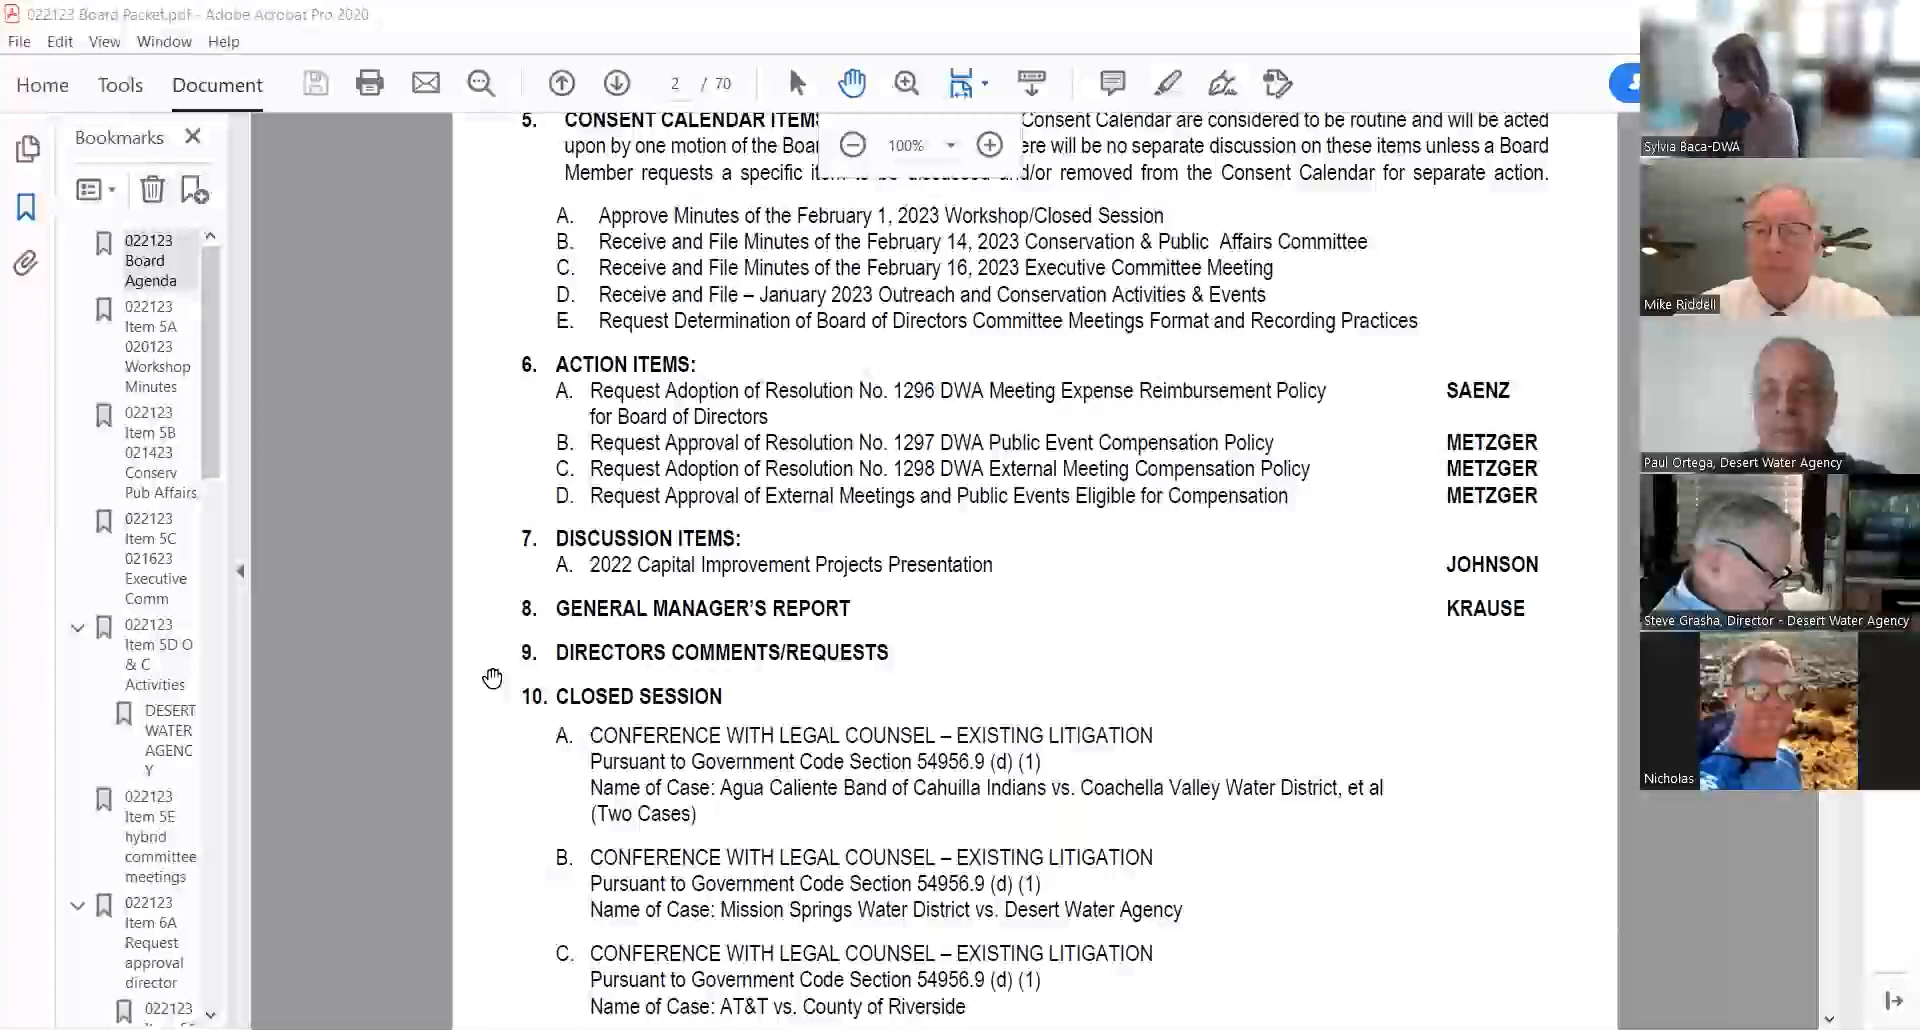 022123 Board Packet.pdf - Adobe Acrobat Pro 2020
File Edit View Window Help
Home Tools Document 2 / 70
Bookmarks
022123
Board
Agenda
022123
Item 5A
020123
Workshop
Minutes
022123
Item 5B
021423
Conserv
Pub Affairs
022123
Item 5C
021623
Executive
Comm
022123
Item 5D O
& C
Activities
DESERT
WATER
AGENC
Y
022123
Item 5E
hybrid
committee
meetings
022123
Item 6A
Request
approval
director
022123
100%
5. CONSENT CALENDAR ITEMS Consent Calendar are considered to be routine and will be acted
upon by one motion of the Boar ere will be no separate discussion on these items unless a Board
Member requests a specific item to be discussed and/or removed from the Consent Calendar for separate action.
A. Approve Minutes of the February 1, 2023 Workshop/Closed Session
B. Receive and File Minutes of the February 14, 2023 Conservation & Public Affairs Committee
C. Receive and File Minutes of the February 16, 2023 Executive Committee Meeting
D. Receive and File – January 2023 Outreach and Conservation Activities & Events
E. Request Determination of Board of Directors Committee Meetings Format and Recording Practices
6. ACTION ITEMS:
A. Request Adoption of Resolution No. 1296 DWA Meeting Expense Reimbursement Policy SAENZ
for Board of Directors
B. Request Approval of Resolution No. 1297 DWA Public Event Compensation Policy METZGER
C. Request Adoption of Resolution No. 1298 DWA External Meeting Compensation Policy METZGER
D. Request Approval of External Meetings and Public Events Eligible for Compensation METZGER
7. DISCUSSION ITEMS:
A. 2022 Capital Improvement Projects Presentation JOHNSON
8. GENERAL MANAGER'S REPORT KRAUSE
9. DIRECTORS COMMENTS/REQUESTS
10. CLOSED SESSION
A. CONFERENCE WITH LEGAL COUNSEL – EXISTING LITIGATION
Pursuant to Government Code Section 54956.9 (d) (1)
Name of Case: Agua Caliente Band of Cahuilla Indians vs. Coachella Valley Water District, et al
(Two Cases)
B. CONFERENCE WITH LEGAL COUNSEL – EXISTING LITIGATION
Pursuant to Government Code Section 54956.9 (d) (1)
Name of Case: Mission Springs Water District vs. Desert Water Agency
C. CONFERENCE WITH LEGAL COUNSEL – EXISTING LITIGATION
Pursuant to Government Code Section 54956.9 (d) (1)
Name of Case: AT&T vs. County of Riverside
Sylvia Baca-DWA
Mike Riddell
Paul Ortega, Desert Water Agency
Steve Grasha, Director - Desert Water Agency
Nicholas